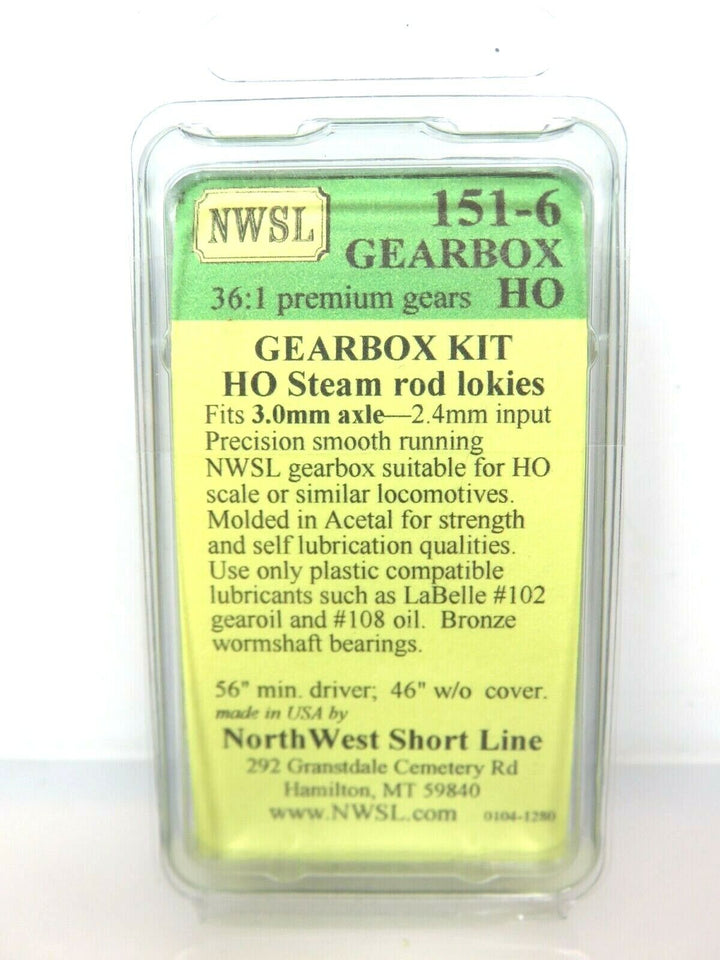 NWSL
151-6
GEARBOX
36:1 premium gears HO
GEARBOX KIT
HO Steam rod lokies
Fits 3.0mm axle—2.4mm input
Precision smooth running
NWSL gearbox suitable for HO
scale or similar locomotives.
Molded in Acetal for strength
and self lubrication qualities.
Use only plastic compatible
lubricants such as LaBelle #102
gearoil and #108 oil. Bronze
wormshaft bearings.
56" min. driver; 46" w/o cover.
made in USA by
NorthWest Short Line
292 Granstdale Cemetery Rd
Hamilton, MT 59840
www.NWSL.com 0104-1280